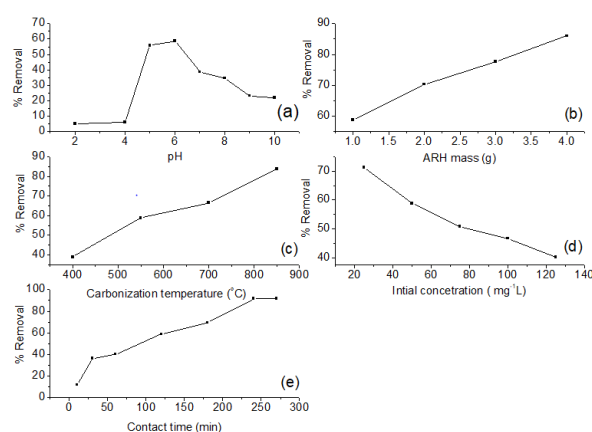 70
60
50
40
30
20
10
0
% Removal
(a)
2 4 6 8 10
pH
90
80
70
60
% Removal
(b)
1.0 1.5 2.0 2.5 3.0 3.5 4.0
ARH mass (g)
90
80
70
60
50
40
% Removal
(c)
400 500 600 700 800 900
Carbonization temperature (°C)
70
60
50
40
% Removal
(d)
20 40 60 80 100 120 140
Intial concetration ( mg⁻¹L)
100
80
60
40
20
0
% Removal
(e)
0 50 100 150 200 250 300
Contact time (min)